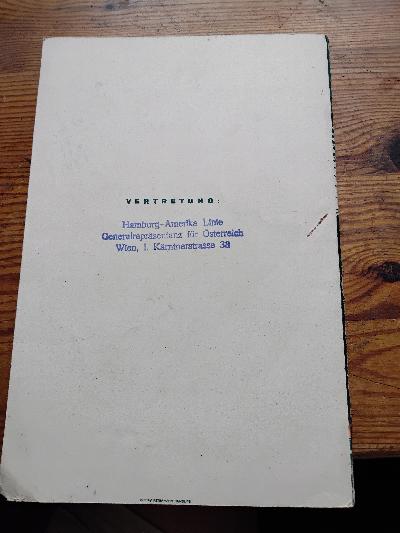 VERTRETUNG:
Hamburg-Amerika Linie
Generalrepräsentanz für Österreich
Wien, I. Kärntnerstrasse 38